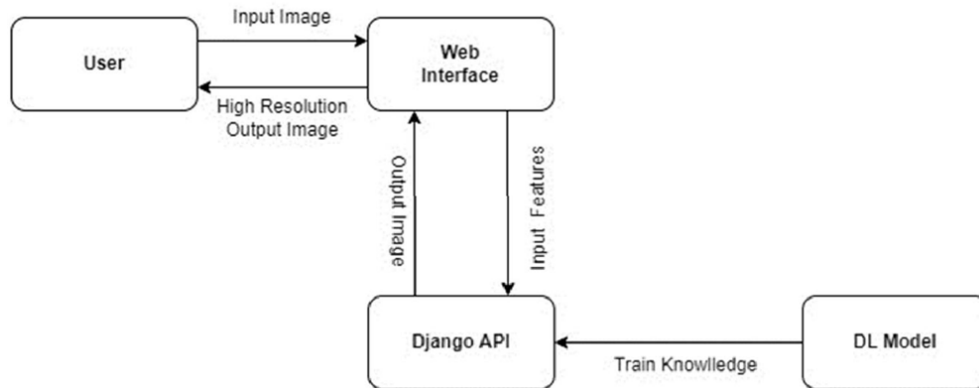 Input Image
User
Web
Interface
High Resolution
Output Image
Output Image
Input Features
Django API
Train Knowlledge
DL Model